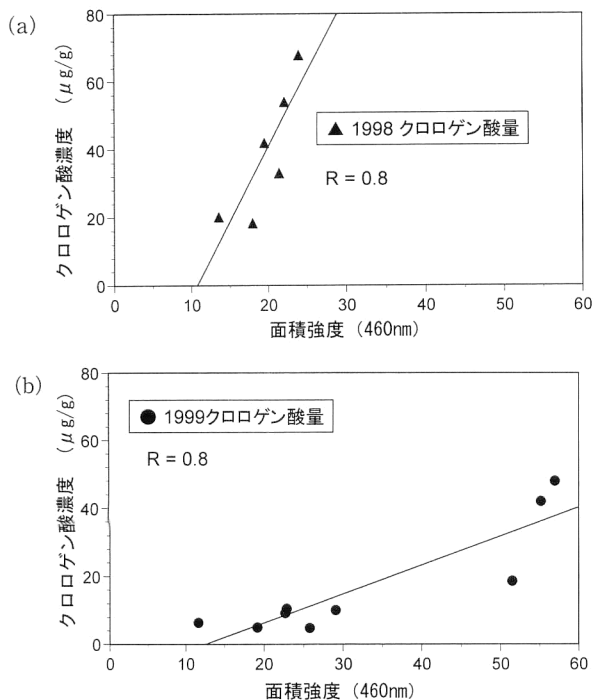 (a)
80
60
40
20
0
クロロゲン酸濃度 (μg/g)
▲ 1998 クロロゲン酸量
R = 0.8
0 10 20 30 40 50 60
面積強度 (460nm)
(b)
80
60
40
20
0
クロロゲン酸濃度 (μg/g)
● 1999クロロゲン酸量
R = 0.8
0 10 20 30 40 50 60
面積強度 (460nm)